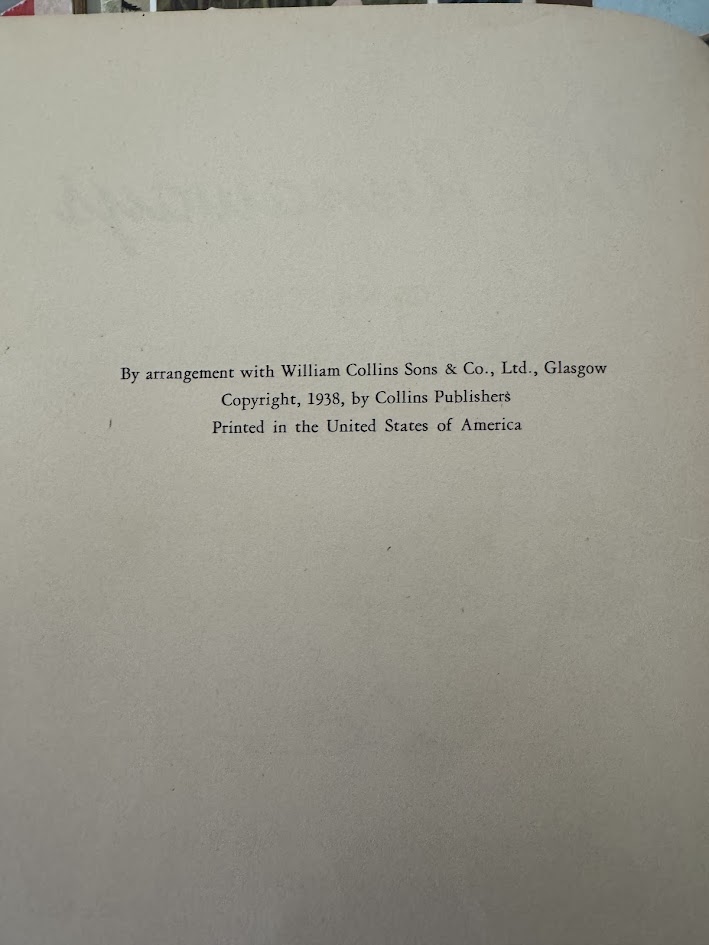 By arrangement with William Collins Sons & Co., Ltd., Glasgow
Copyright, 1938, by Collins Publishers
Printed in the United States of America